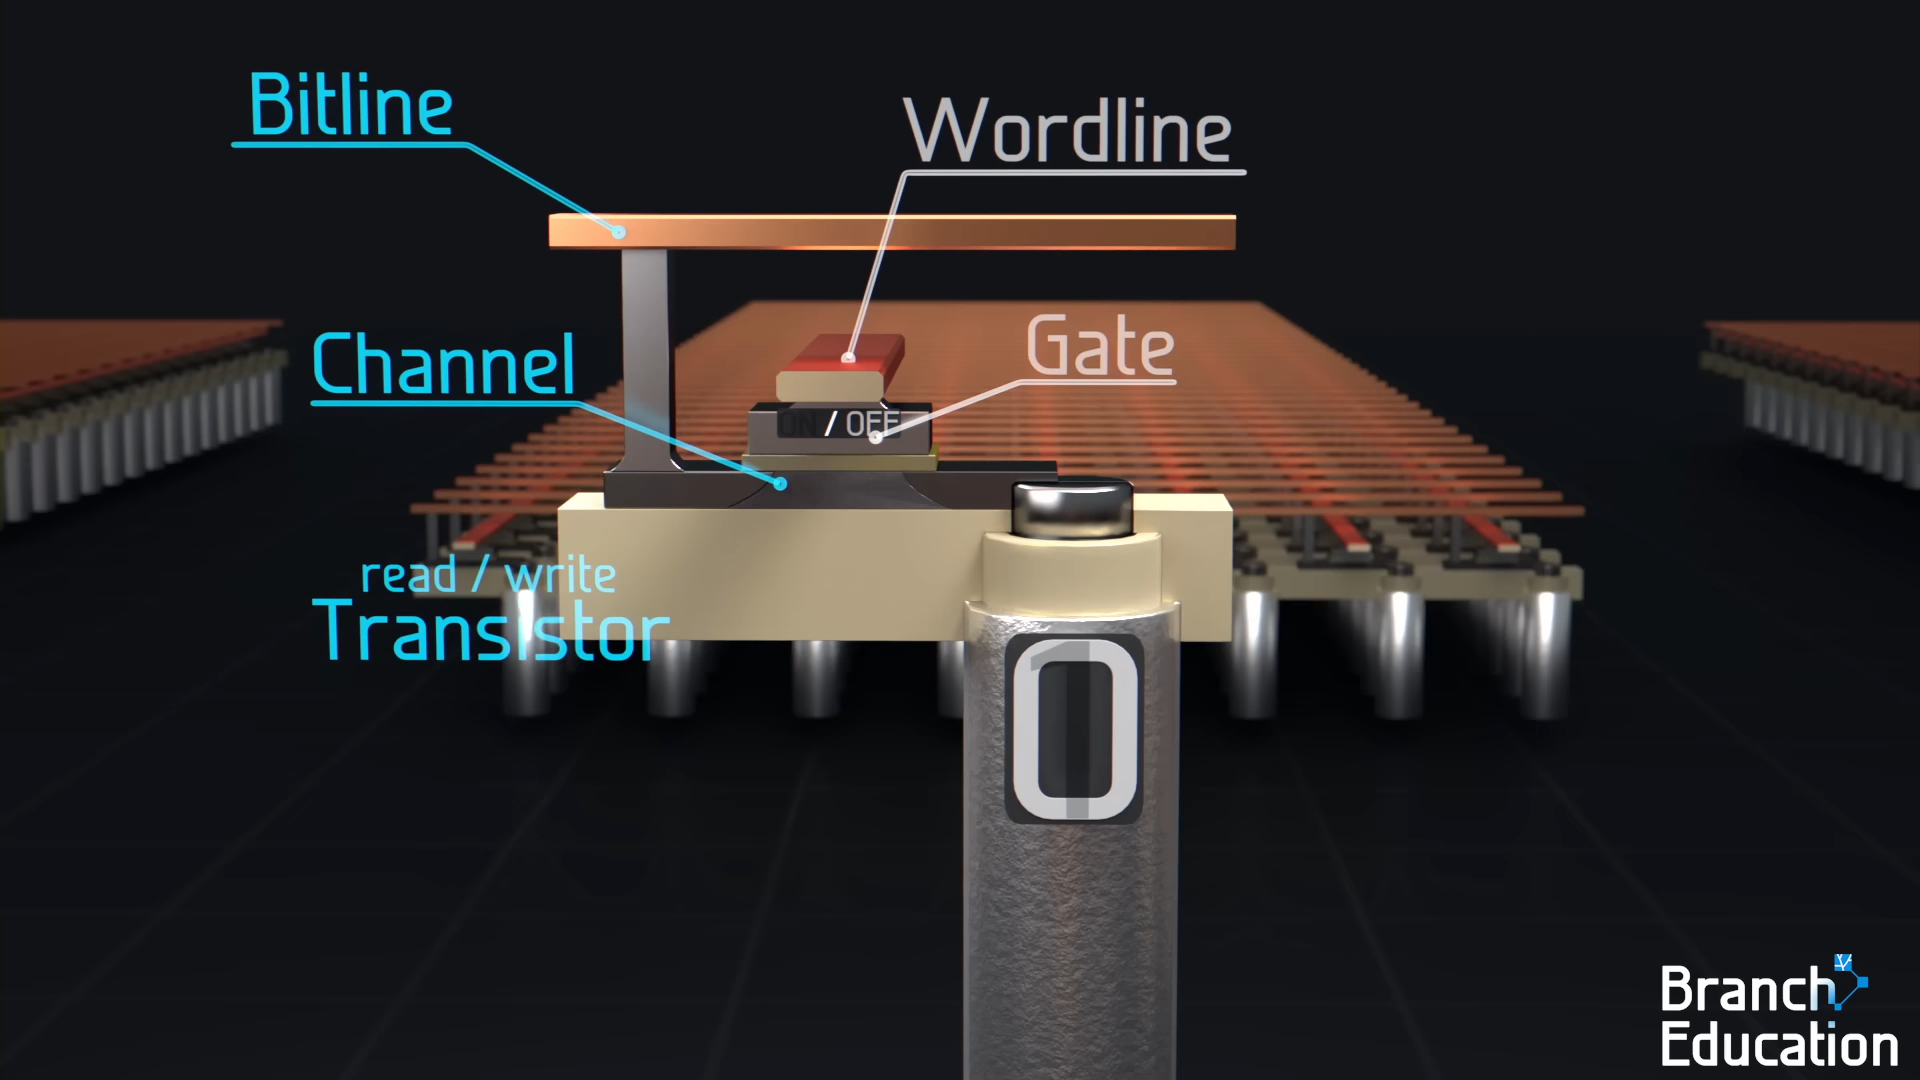 Bitline
Wordline
Channel
Gate
ON / OFF
read / write
Transistor
0
Branch
Education